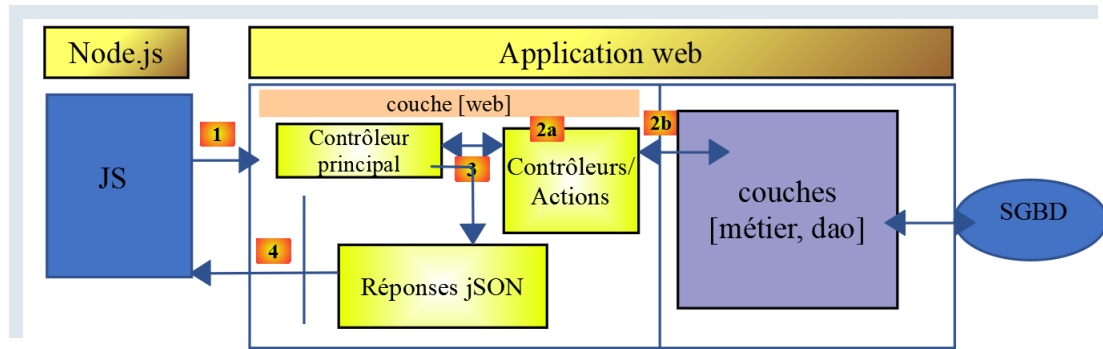 Node.js
Application web
couche [web]
1
Contrôleur
principal
2a
2b
3
Contrôleurs/
Actions
JS
couches
[métier, dao]
SGBD
4
Réponses jSON